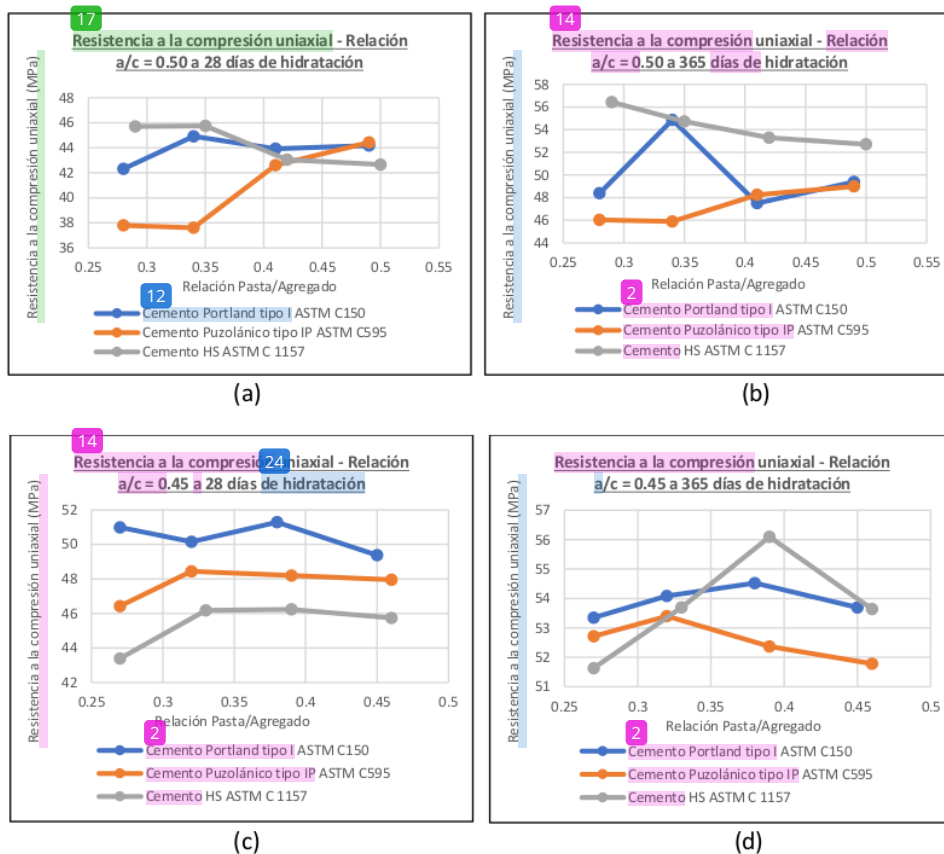 17
Resistencia a la compresión uniaxial - Relación
a/c = 0.50 a 28 días de hidratación
Resistencia a la compresión uniaxial (MPa)
48
46
44
42
40
38
36
0.25 0.3 0.35 0.4 0.45 0.5 0.55
Relación Pasta/Agregado
12
Cemento Portland tipo I ASTM C150
Cemento Puzolánico tipo IP ASTM C595
Cemento HS ASTM C 1157
(a)
14
Resistencia a la compresión uniaxial - Relación
a/c = 0.50 a 365 días de hidratación
Resistencia a la compresión uniaxial (MPa)
58
56
54
52
50
48
46
44
0.25 0.3 0.35 0.4 0.45 0.5 0.55
Relación Pasta/Agregado
2
Cemento Portland tipo I ASTM C150
Cemento Puzolánico tipo IP ASTM C595
Cemento HS ASTM C 1157
(b)
14
24
Resistencia a la compresión uniaxial - Relación
a/c = 0.45 a 28 días de hidratación
Resistencia a la compresión uniaxial (MPa)
52
51
50
49
48
47
46
45
44
43
42
0.25 0.3 0.35 0.4 0.45 0.5
Relación Pasta/Agregado
2
Cemento Portland tipo I ASTM C150
Cemento Puzolánico tipo IP ASTM C595
Cemento HS ASTM C 1157
(c)
Resistencia a la compresión uniaxial - Relación
a/c = 0.45 a 365 días de hidratación
Resistencia a la compresión uniaxial (MPa)
57
56
55
54
53
52
51
0.25 0.3 0.35 0.4 0.45 0.5
Relación Pasta/Agregado
2
Cemento Portland tipo I ASTM C150
Cemento Puzolánico tipo IP ASTM C595
Cemento HS ASTM C 1157
(d)